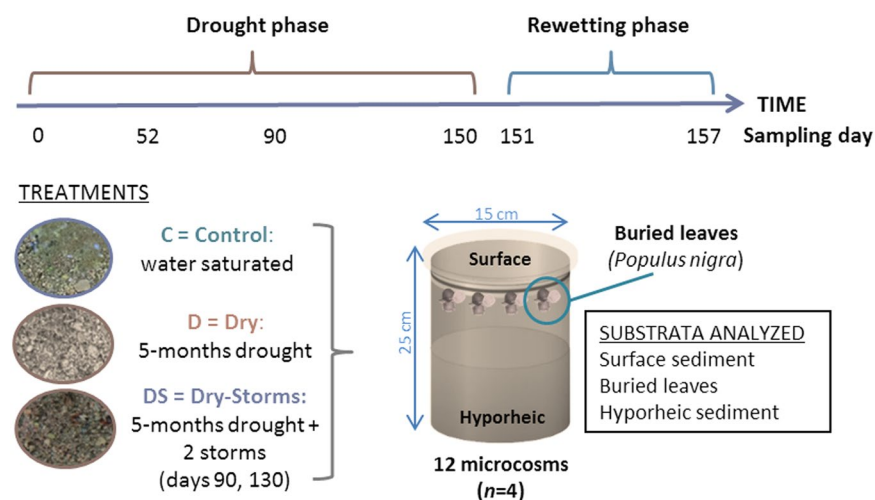 Drought phase
Rewetting phase
TIME
0 52 90 150 151 157 Sampling day
TREATMENTS
C = Control:
water saturated
D = Dry:
5-months drought
DS = Dry-Storms:
5-months drought +
2 storms
(days 90, 130)
15 cm
25 cm
Surface
Hyporheic
12 microcosms
(n=4)
Buried leaves
(Populus nigra)
SUBSTRATA ANALYZED
Surface sediment
Buried leaves
Hyporheic sediment